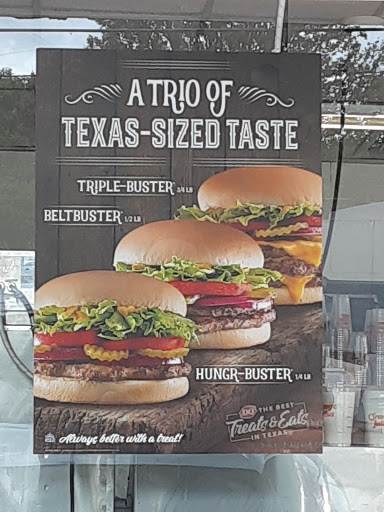 A TRIO OF
TEXAS-SIZED TASTE
TRIPLE-BUSTER® 3/4 LB
BELTBUSTER® 1/2 LB
HUNGR-BUSTER® 1/4 LB
DQ THE BEST
Treats & Eats
IN TEXAS
Always better with a treat!